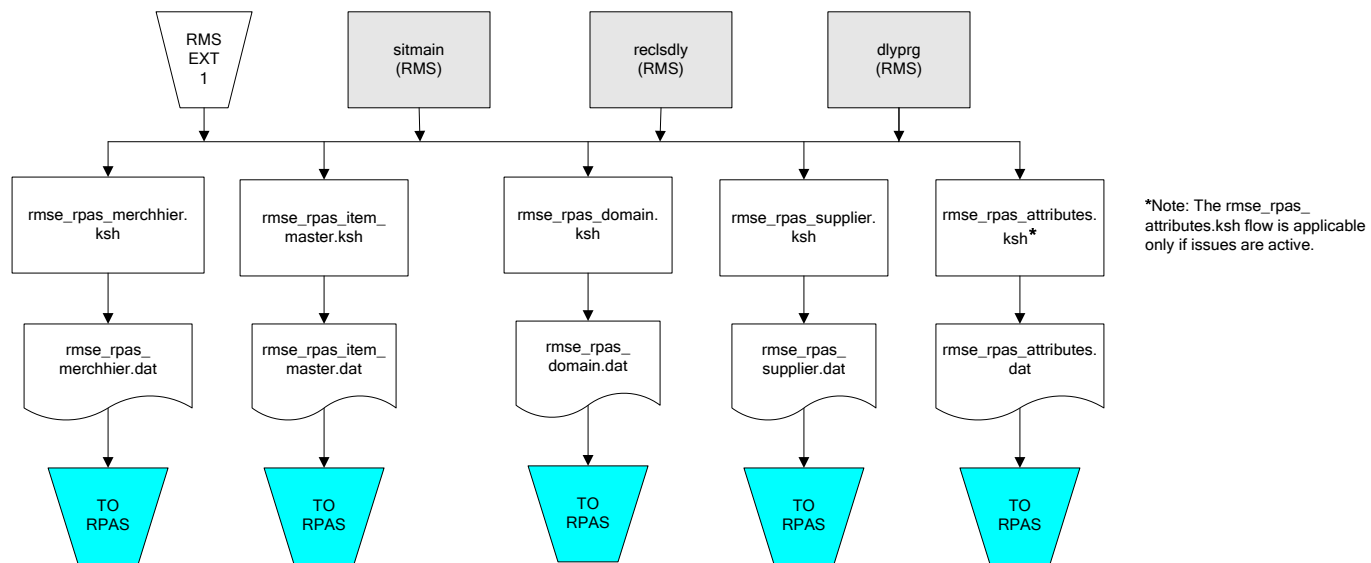 RMS
EXT
1
sitmain
(RMS)
reclsdly
(RMS)
dlyprg
(RMS)
rmse_rpas_merchhier.
ksh
rmse_rpas_item_
master.ksh
rmse_rpas_domain.
ksh
rmse_rpas_supplier.
ksh
rmse_rpas_attributes.
ksh*
*Note: The rmse_rpas_
attributes.ksh flow is applicable
only if issues are active.
rmse_rpas_
merchhier.dat
rmse_rpas_item_
master.dat
rmse_rpas_
domain.dat
rmse_rpas_
supplier.dat
rmse_rpas_attributes.
dat
TO
RPAS
TO
RPAS
TO
RPAS
TO
RPAS
TO
RPAS